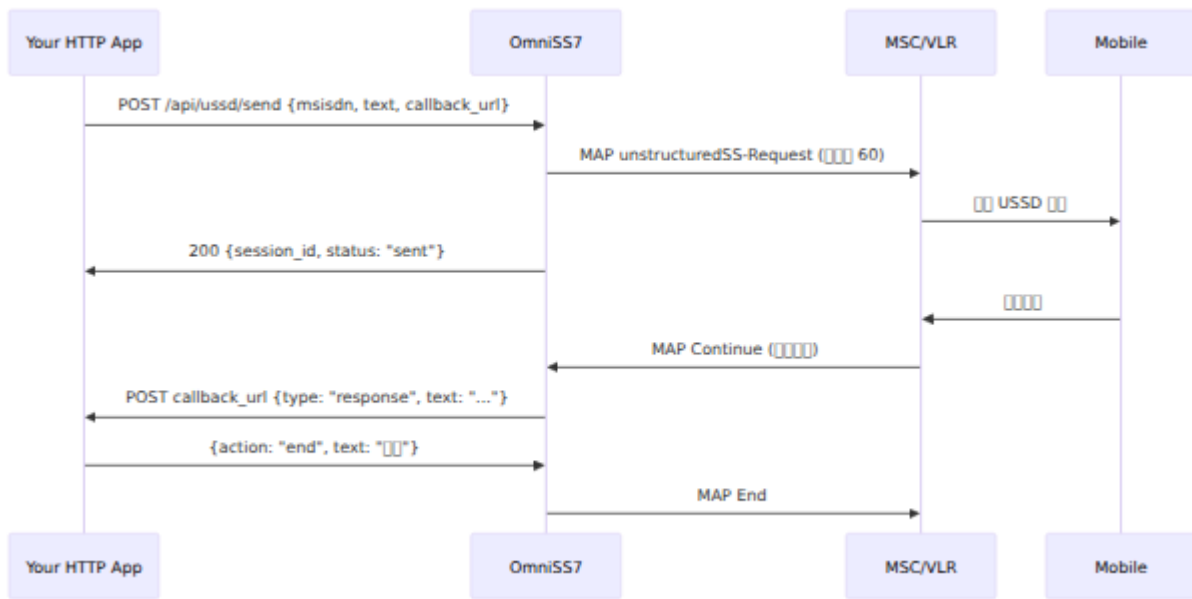 Your HTTP App
OmniSS7
MSC/VLR
Mobile
POST /api/ussd/send {msisdn, text, callback_url}
MAP unstructuredSS-Request ( 60)
USSD
200 {session_id, status: "sent"}
MAP Continue ()
POST callback_url {type: "response", text: "..."}
{action: "end", text: ""}
MAP End
Your HTTP App
OmniSS7
MSC/VLR
Mobile